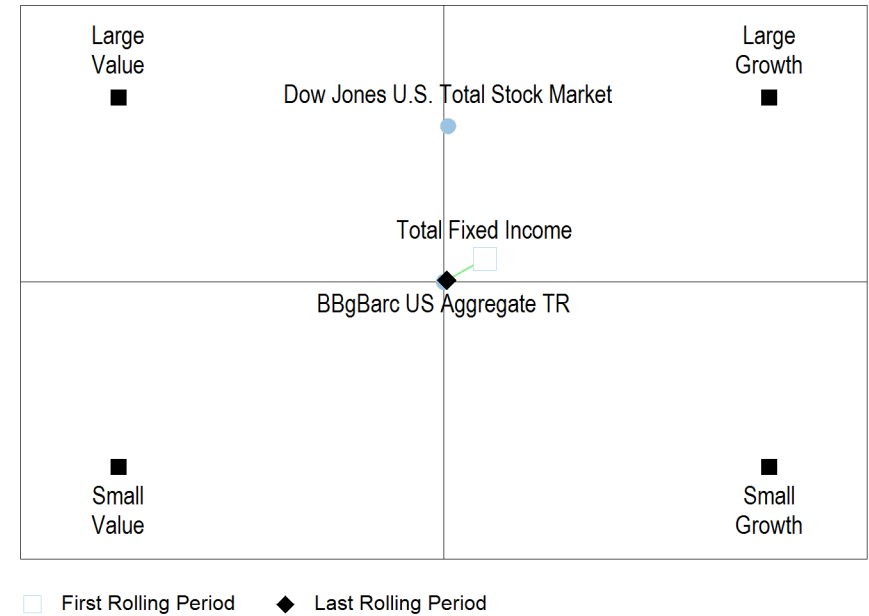 Large
Value
Large
Growth
Dow Jones U.S. Total Stock Market
Total Fixed Income
BBgBarc US Aggregate TR
Small
Value
Small
Growth
First Rolling Period
Last Rolling Period